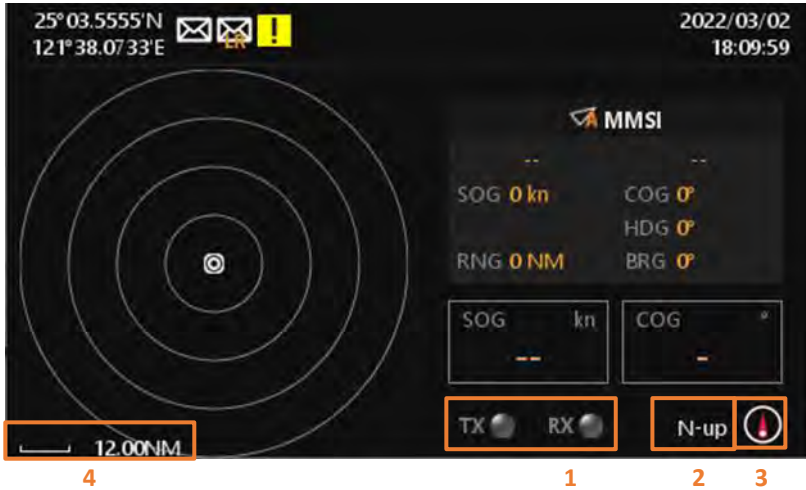 25°03.5555'N
121°38.0733'E
LR
!
2022/03/02
18:09:59
A MMSI
-- --
SOG 0 kn COG 0°
HDG 0°
RNG 0 NM BRG 0°
SOG kn COG °
-- -
TX RX N-up
12.00NM
4 1 2 3